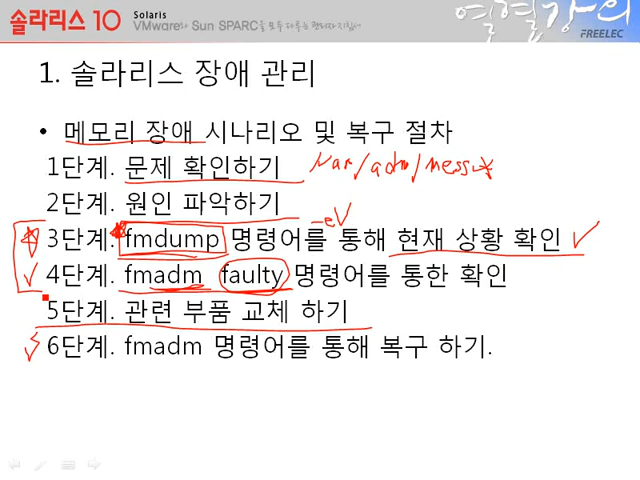 솔라리스 10 Solaris 열혈강의
VMware와 Sun SPARC을 모두 다루는 관리자 지침서 FREELEC
1. 솔라리스 장애 관리
• 메모리 장애 시나리오 및 복구 절차
1단계. 문제 확인하기 /var/adm/mess*
2단계. 원인 파악하기
-eV
3단계. fmdump 명령어를 통해 현재 상황 확인
4단계. fmadm faulty 명령어를 통한 확인
5단계. 관련 부품 교체 하기
6단계. fmadm 명령어를 통해 복구 하기.